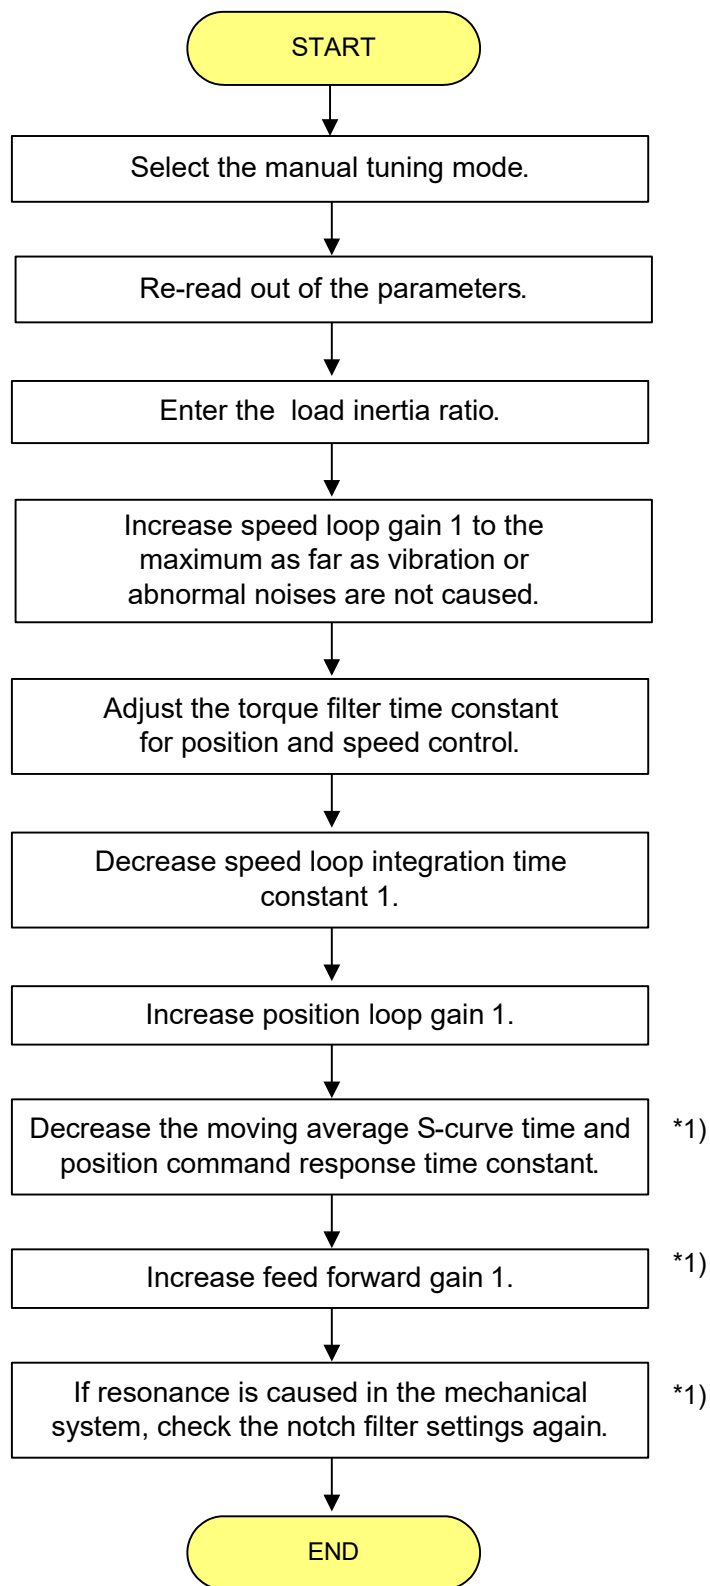 START
Select the manual tuning mode.
Re-read out of the parameters.
Enter the  load inertia ratio.
Increase speed loop gain 1 to the
maximum as far as vibration or
abnormal noises are not caused.
Adjust the torque filter time constant
for position and speed control.
Decrease speed loop integration time
constant 1.
Increase position loop gain 1.
Decrease the moving average S-curve time and
position command response time constant.
*1)
Increase feed forward gain 1.
*1)
If resonance is caused in the mechanical
system, check the notch filter settings again.
*1)
END